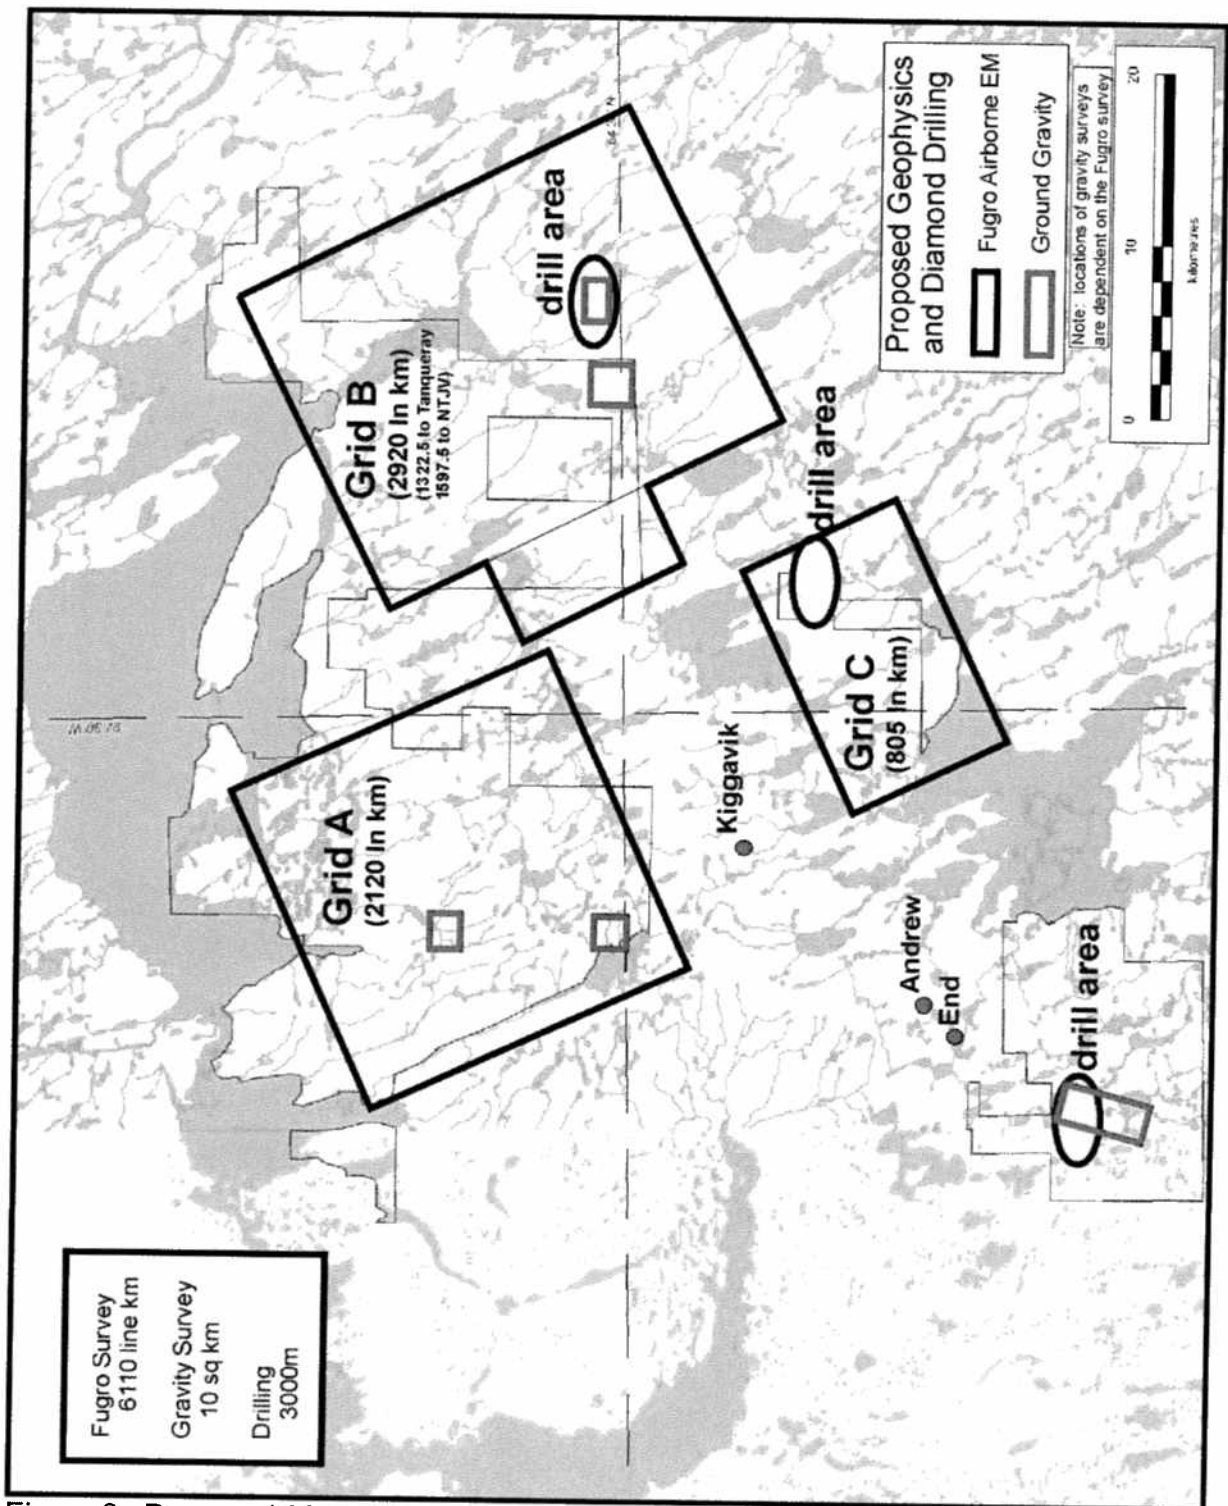 Fugro Survey
6110 line km
Gravity Survey
10 sq km
Drilling
3000m
Grid A
(2120 ln km)
Grid B
(2920 ln km)
(1322.5 to Tanqueray
1597.5 to NTJV)
drill area
Kiggavik
Grid C
(805 ln km)
drill area
Andrew
End
drill area
Proposed Geophysics
and Diamond Drilling
Fugro Airborne EM
Ground Gravity
Note: locations of gravity surveys
are dependent on the Fugro survey
0 10 20
kilometres